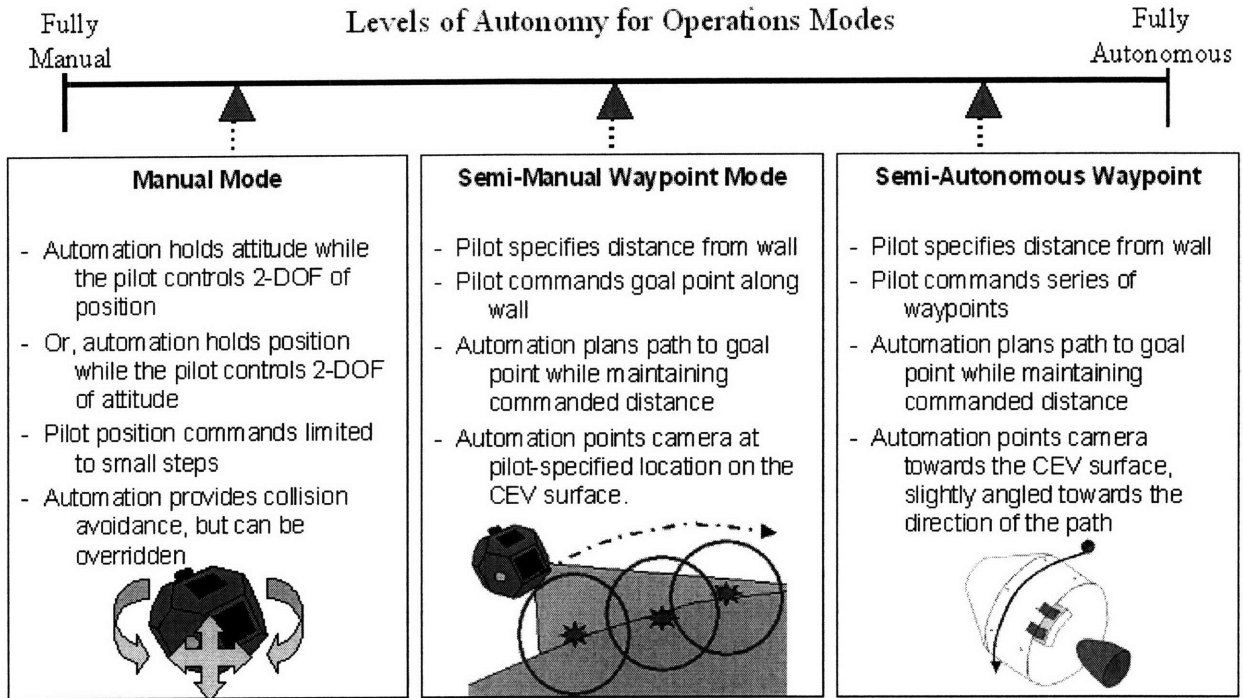 Levels of Autonomy for Operations Modes
Fully
Manual
Fully
Autonomous
Manual Mode
- Automation holds attitude while
the pilot controls 2-DOF of
position
- Or, automation holds position
while the pilot controls 2-DOF
of attitude
- Pilot position commands limited
to small steps
- Automation provides collision
avoidance, but can be
overridden
Semi-Manual Waypoint Mode
- Pilot specifies distance from wall
- Pilot commands goal point along
wall
- Automation plans path to goal
point while maintaining
commanded distance
- Automation points camera at
pilot-specified location on the
CEV surface.
Semi-Autonomous Waypoint
- Pilot specifies distance from wall
- Pilot commands series of
waypoints
- Automation plans path to goal
point while maintaining
commanded distance
- Automation points camera
towards the CEV surface,
slightly angled towards the
direction of the path